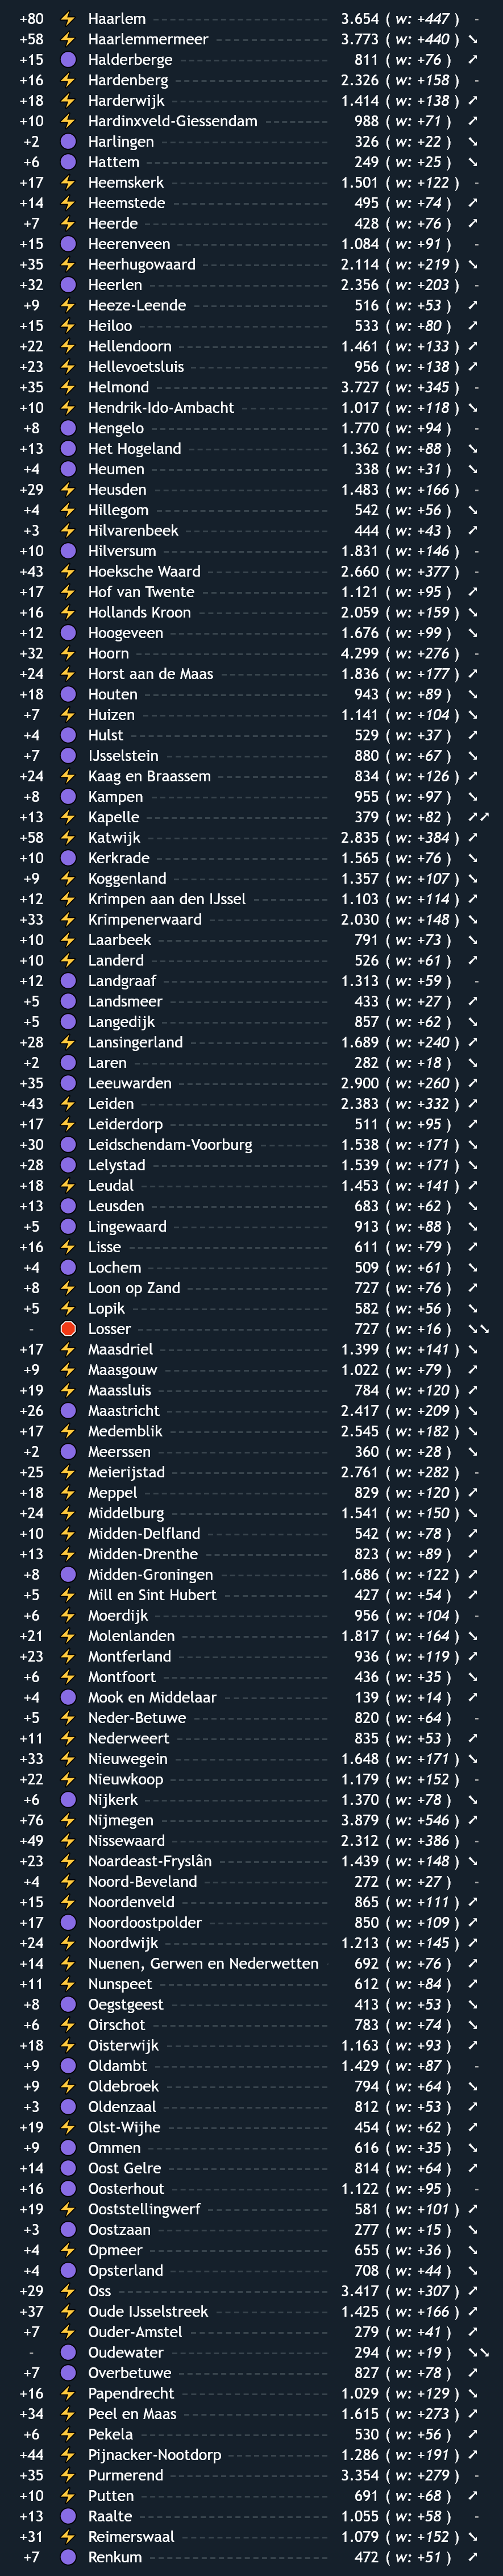 +80 Haarlem 3.654 ( w: +447 ) -
+58 Haarlemmermeer 3.773 ( w: +440 ) ↘
+15 Halderberge 811 ( w: +76 ) ↗
+16 Hardenberg 2.326 ( w: +158 ) -
+18 Harderwijk 1.414 ( w: +138 ) ↗
+10 Hardinxveld-Giessendam 988 ( w: +71 ) ↗
+2 Harlingen 326 ( w: +22 ) ↘
+6 Hattem 249 ( w: +25 ) ↘
+17 Heemskerk 1.501 ( w: +122 ) -
+14 Heemstede 495 ( w: +74 ) ↗
+7 Heerde 428 ( w: +76 ) ↗
+15 Heerenveen 1.084 ( w: +91 ) -
+35 Heerhugowaard 2.114 ( w: +219 ) ↘
+32 Heerlen 2.356 ( w: +203 ) -
+9 Heeze-Leende 516 ( w: +53 ) ↗
+15 Heiloo 533 ( w: +80 ) ↗
+22 Hellendoorn 1.461 ( w: +133 ) ↗
+23 Hellevoetsluis 956 ( w: +138 ) ↗
+35 Helmond 3.727 ( w: +345 ) -
+10 Hendrik-Ido-Ambacht 1.017 ( w: +118 ) ↘
+8 Hengelo 1.770 ( w: +94 ) -
+13 Het Hogeland 1.362 ( w: +88 ) ↘
+4 Heumen 338 ( w: +31 ) ↘
+29 Heusden 1.483 ( w: +166 ) -
+4 Hillegom 542 ( w: +56 ) ↘
+3 Hilvarenbeek 444 ( w: +43 ) ↗
+10 Hilversum 1.831 ( w: +146 ) -
+43 Hoeksche Waard 2.660 ( w: +377 ) -
+17 Hof van Twente 1.121 ( w: +95 ) ↗
+16 Hollands Kroon 2.059 ( w: +159 ) ↘
+12 Hoogeveen 1.676 ( w: +99 ) ↘
+32 Hoorn 4.299 ( w: +276 ) -
+24 Horst aan de Maas 1.836 ( w: +177 ) ↗
+18 Houten 943 ( w: +89 ) ↘
+7 Huizen 1.141 ( w: +104 ) ↘
+4 Hulst 529 ( w: +37 ) ↗
+7 IJsselstein 880 ( w: +67 ) ↘
+24 Kaag en Braassem 834 ( w: +126 ) ↗
+8 Kampen 955 ( w: +97 ) ↘
+13 Kapelle 379 ( w: +82 ) ↗↗
+58 Katwijk 2.835 ( w: +384 ) ↗
+10 Kerkrade 1.565 ( w: +76 ) ↘
+9 Koggenland 1.357 ( w: +107 ) ↘
+12 Krimpen aan den IJssel 1.103 ( w: +114 ) ↗
+33 Krimpenerwaard 2.030 ( w: +148 ) ↘
+10 Laarbeek 791 ( w: +73 ) ↘
+10 Landerd 526 ( w: +61 ) ↗
+12 Landgraaf 1.313 ( w: +59 ) -
+5 Landsmeer 433 ( w: +27 ) ↗
+5 Langedijk 857 ( w: +62 ) ↘
+28 Lansingerland 1.689 ( w: +240 ) ↗
+2 Laren 282 ( w: +18 ) ↘
+35 Leeuwarden 2.900 ( w: +260 ) ↗
+43 Leiden 2.383 ( w: +332 ) ↗
+17 Leiderdorp 511 ( w: +95 ) ↗
+30 Leidschendam-Voorburg 1.538 ( w: +171 ) ↘
+28 Lelystad 1.539 ( w: +171 ) ↘
+18 Leudal 1.453 ( w: +141 ) ↗
+13 Leusden 683 ( w: +62 ) ↘
+5 Lingewaard 913 ( w: +88 ) ↘
+16 Lisse 611 ( w: +79 ) ↗
+4 Lochem 509 ( w: +61 ) ↘
+8 Loon op Zand 727 ( w: +76 ) ↗
+5 Lopik 582 ( w: +56 ) ↘
- Losser 727 ( w: +16 ) ↘↘
+17 Maasdriel 1.399 ( w: +141 ) ↘
+9 Maasgouw 1.022 ( w: +79 ) ↗
+19 Maassluis 784 ( w: +120 ) ↗
+26 Maastricht 2.417 ( w: +209 ) ↘
+17 Medemblik 2.545 ( w: +182 ) ↘
+2 Meerssen 360 ( w: +28 ) ↘
+25 Meierijstad 2.761 ( w: +282 ) -
+18 Meppel 829 ( w: +120 ) ↗
+24 Middelburg 1.541 ( w: +150 ) ↘
+10 Midden-Delfland 542 ( w: +78 ) ↗
+13 Midden-Drenthe 823 ( w: +89 ) ↗
+8 Midden-Groningen 1.686 ( w: +122 ) ↗
+5 Mill en Sint Hubert 427 ( w: +54 ) ↗
+6 Moerdijk 956 ( w: +104 ) -
+21 Molenlanden 1.817 ( w: +164 ) ↘
+23 Montferland 936 ( w: +119 ) ↗
+6 Montfoort 436 ( w: +35 ) ↘
+4 Mook en Middelaar 139 ( w: +14 ) ↗
+5 Neder-Betuwe 820 ( w: +64 ) -
+11 Nederweert 835 ( w: +53 ) ↗
+33 Nieuwegein 1.648 ( w: +171 ) ↘
+22 Nieuwkoop 1.179 ( w: +152 ) -
+6 Nijkerk 1.370 ( w: +78 ) ↘
+76 Nijmegen 3.879 ( w: +546 ) ↗
+49 Nissewaard 2.312 ( w: +386 ) -
+23 Noardeast-Fryslân 1.439 ( w: +148 ) ↘
+4 Noord-Beveland 272 ( w: +27 ) -
+15 Noordenveld 865 ( w: +111 ) ↗
+17 Noordoostpolder 850 ( w: +109 ) ↗
+24 Noordwijk 1.213 ( w: +145 ) ↗
+14 Nuenen, Gerwen en Nederwetten 692 ( w: +76 ) ↗
+11 Nunspeet 612 ( w: +84 ) ↗
+8 Oegstgeest 413 ( w: +53 ) ↘
+6 Oirschot 783 ( w: +74 ) ↘
+18 Oisterwijk 1.163 ( w: +93 ) ↗
+9 Oldambt 1.429 ( w: +87 ) -
+9 Oldebroek 794 ( w: +64 ) ↘
+3 Oldenzaal 812 ( w: +53 ) ↗
+19 Olst-Wijhe 454 ( w: +62 ) ↗
+9 Ommen 616 ( w: +35 ) ↘
+14 Oost Gelre 814 ( w: +64 ) ↗
+16 Oosterhout 1.122 ( w: +95 ) -
+19 Ooststellingwerf 581 ( w: +101 ) ↗
+3 Oostzaan 277 ( w: +15 ) ↘
+4 Opmeer 655 ( w: +36 ) ↘
+4 Opsterland 708 ( w: +44 ) ↘
+29 Oss 3.417 ( w: +307 ) ↗
+37 Oude IJsselstreek 1.425 ( w: +166 ) ↗
+7 Ouder-Amstel 279 ( w: +41 ) ↗
- Oudewater 294 ( w: +19 ) ↘↘
+7 Overbetuwe 827 ( w: +78 ) ↗
+16 Papendrecht 1.029 ( w: +129 ) ↘
+34 Peel en Maas 1.615 ( w: +273 ) ↗
+6 Pekela 530 ( w: +56 ) ↗
+44 Pijnacker-Nootdorp 1.286 ( w: +191 ) ↗
+35 Purmerend 3.354 ( w: +279 ) -
+10 Putten 691 ( w: +68 ) ↗
+13 Raalte 1.055 ( w: +58 ) -
+31 Reimerswaal 1.079 ( w: +152 ) ↘
+7 Renkum 472 ( w: +51 ) ↗